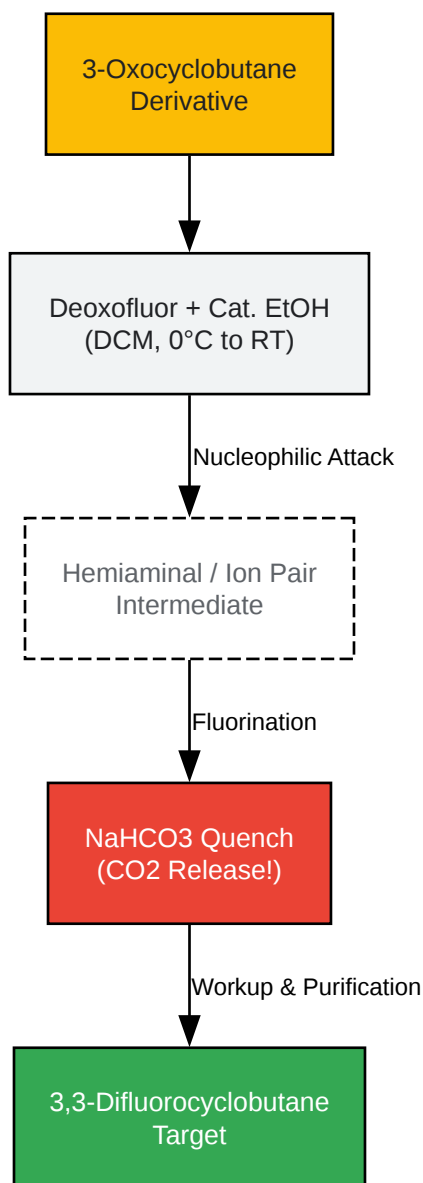 3-Oxocyclobutane
Derivative
Deoxofluor + Cat. EtOH
(DCM, 0°C to RT)
Nucleophilic Attack
Hemiaminal / Ion Pair
Intermediate
Fluorination
NaHCO3 Quench
(CO2 Release!)
Workup & Purification
3,3-Difluorocyclobutane
Target